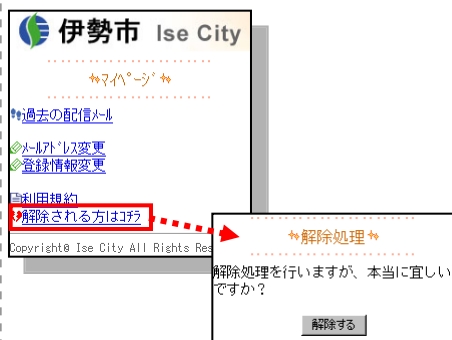 伊勢市 Ise City
マイページ
過去の配信メール
メールアドレス変更
登録情報変更
利用規約
解除される方はコチラ
Copyright© Ise City All Rights Res
解除処理
解除処理を行いますが、本当に宜しい
ですか？
解除する